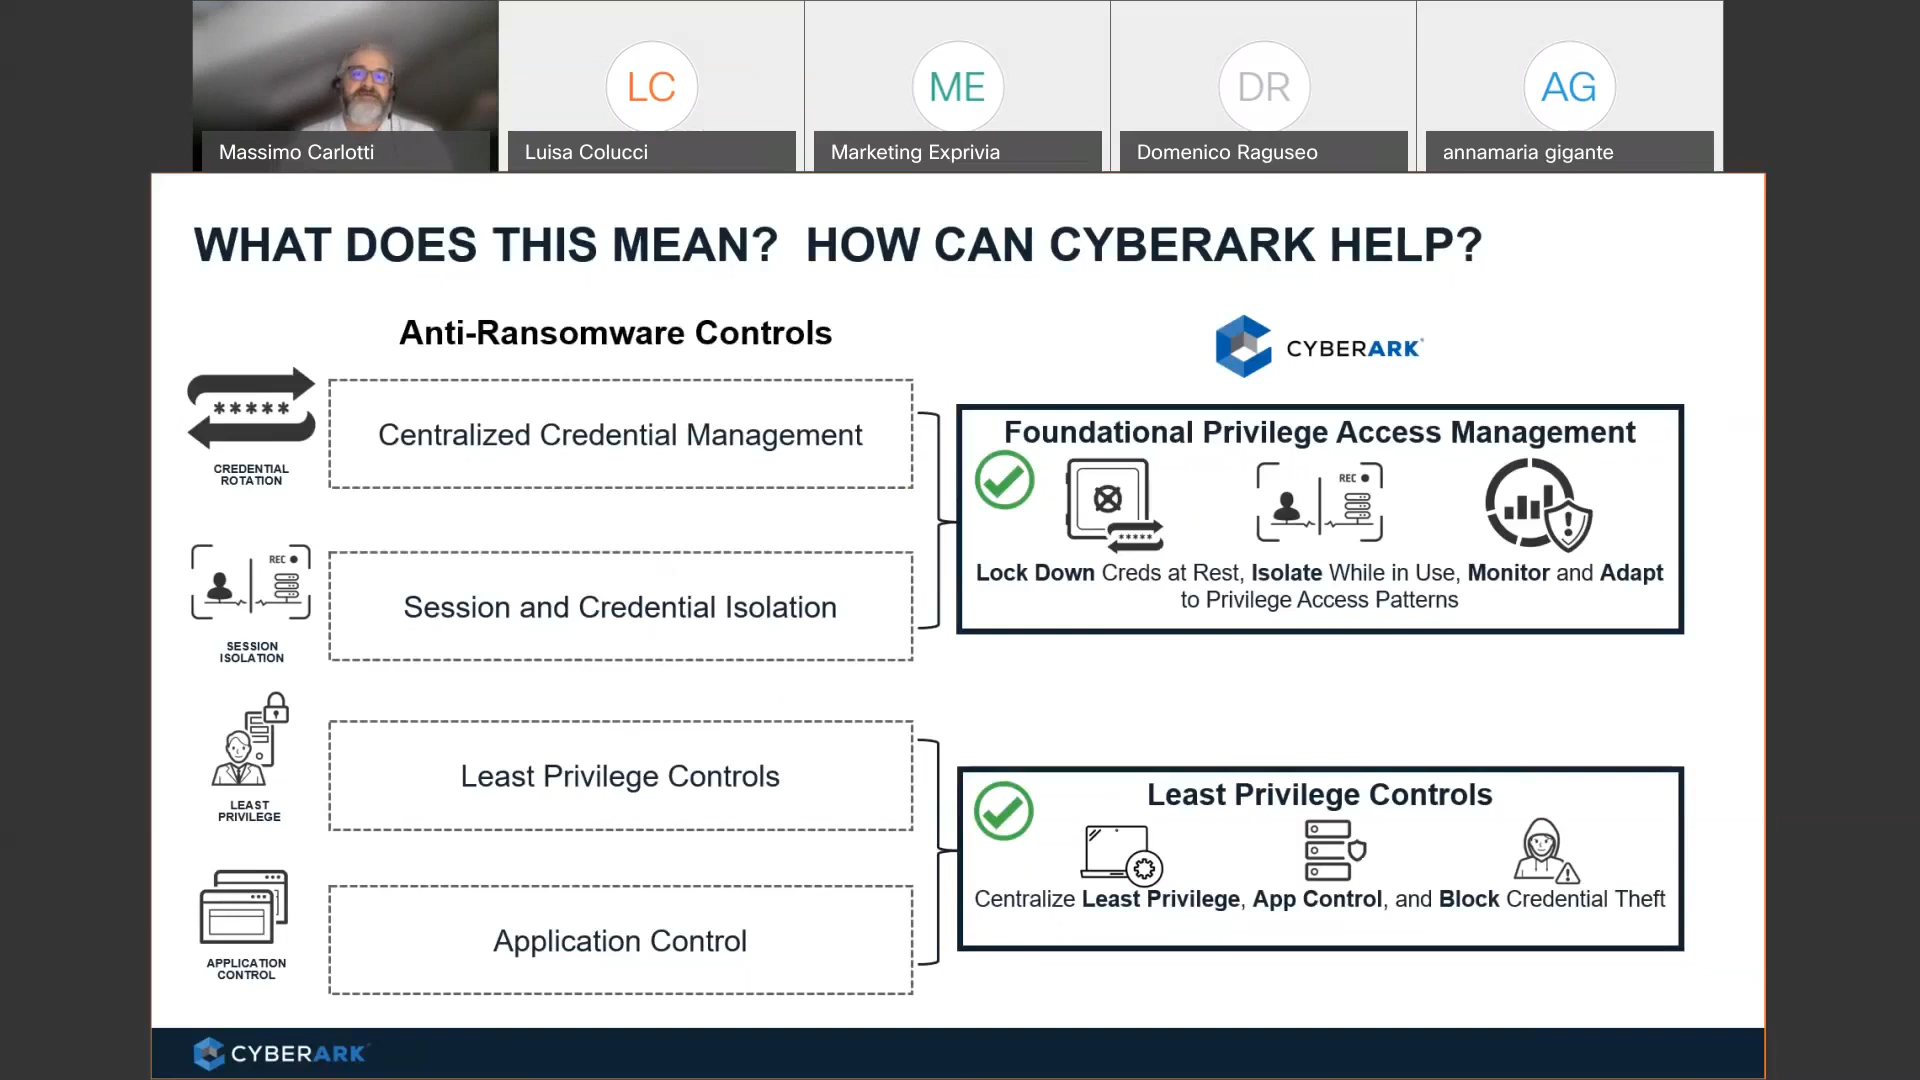 LC
ME
DR
AG
Massimo Carlotti
Luisa Colucci
Marketing Exprivia
Domenico Raguseo
annamaria gigante
WHAT DOES THIS MEAN? HOW CAN CYBERARK HELP?
Anti-Ransomware Controls
*****
CREDENTIAL
ROTATION
Centralized Credential Management
REC
SESSION
ISOLATION
Session and Credential Isolation
LEAST
PRIVILEGE
Least Privilege Controls
APPLICATION
CONTROL
Application Control
CYBERARK
Foundational Privilege Access Management
*****
REC
Lock Down Creds at Rest, Isolate While in Use, Monitor and Adapt
to Privilege Access Patterns
Least Privilege Controls
Centralize Least Privilege, App Control, and Block Credential Theft
CYBERARK